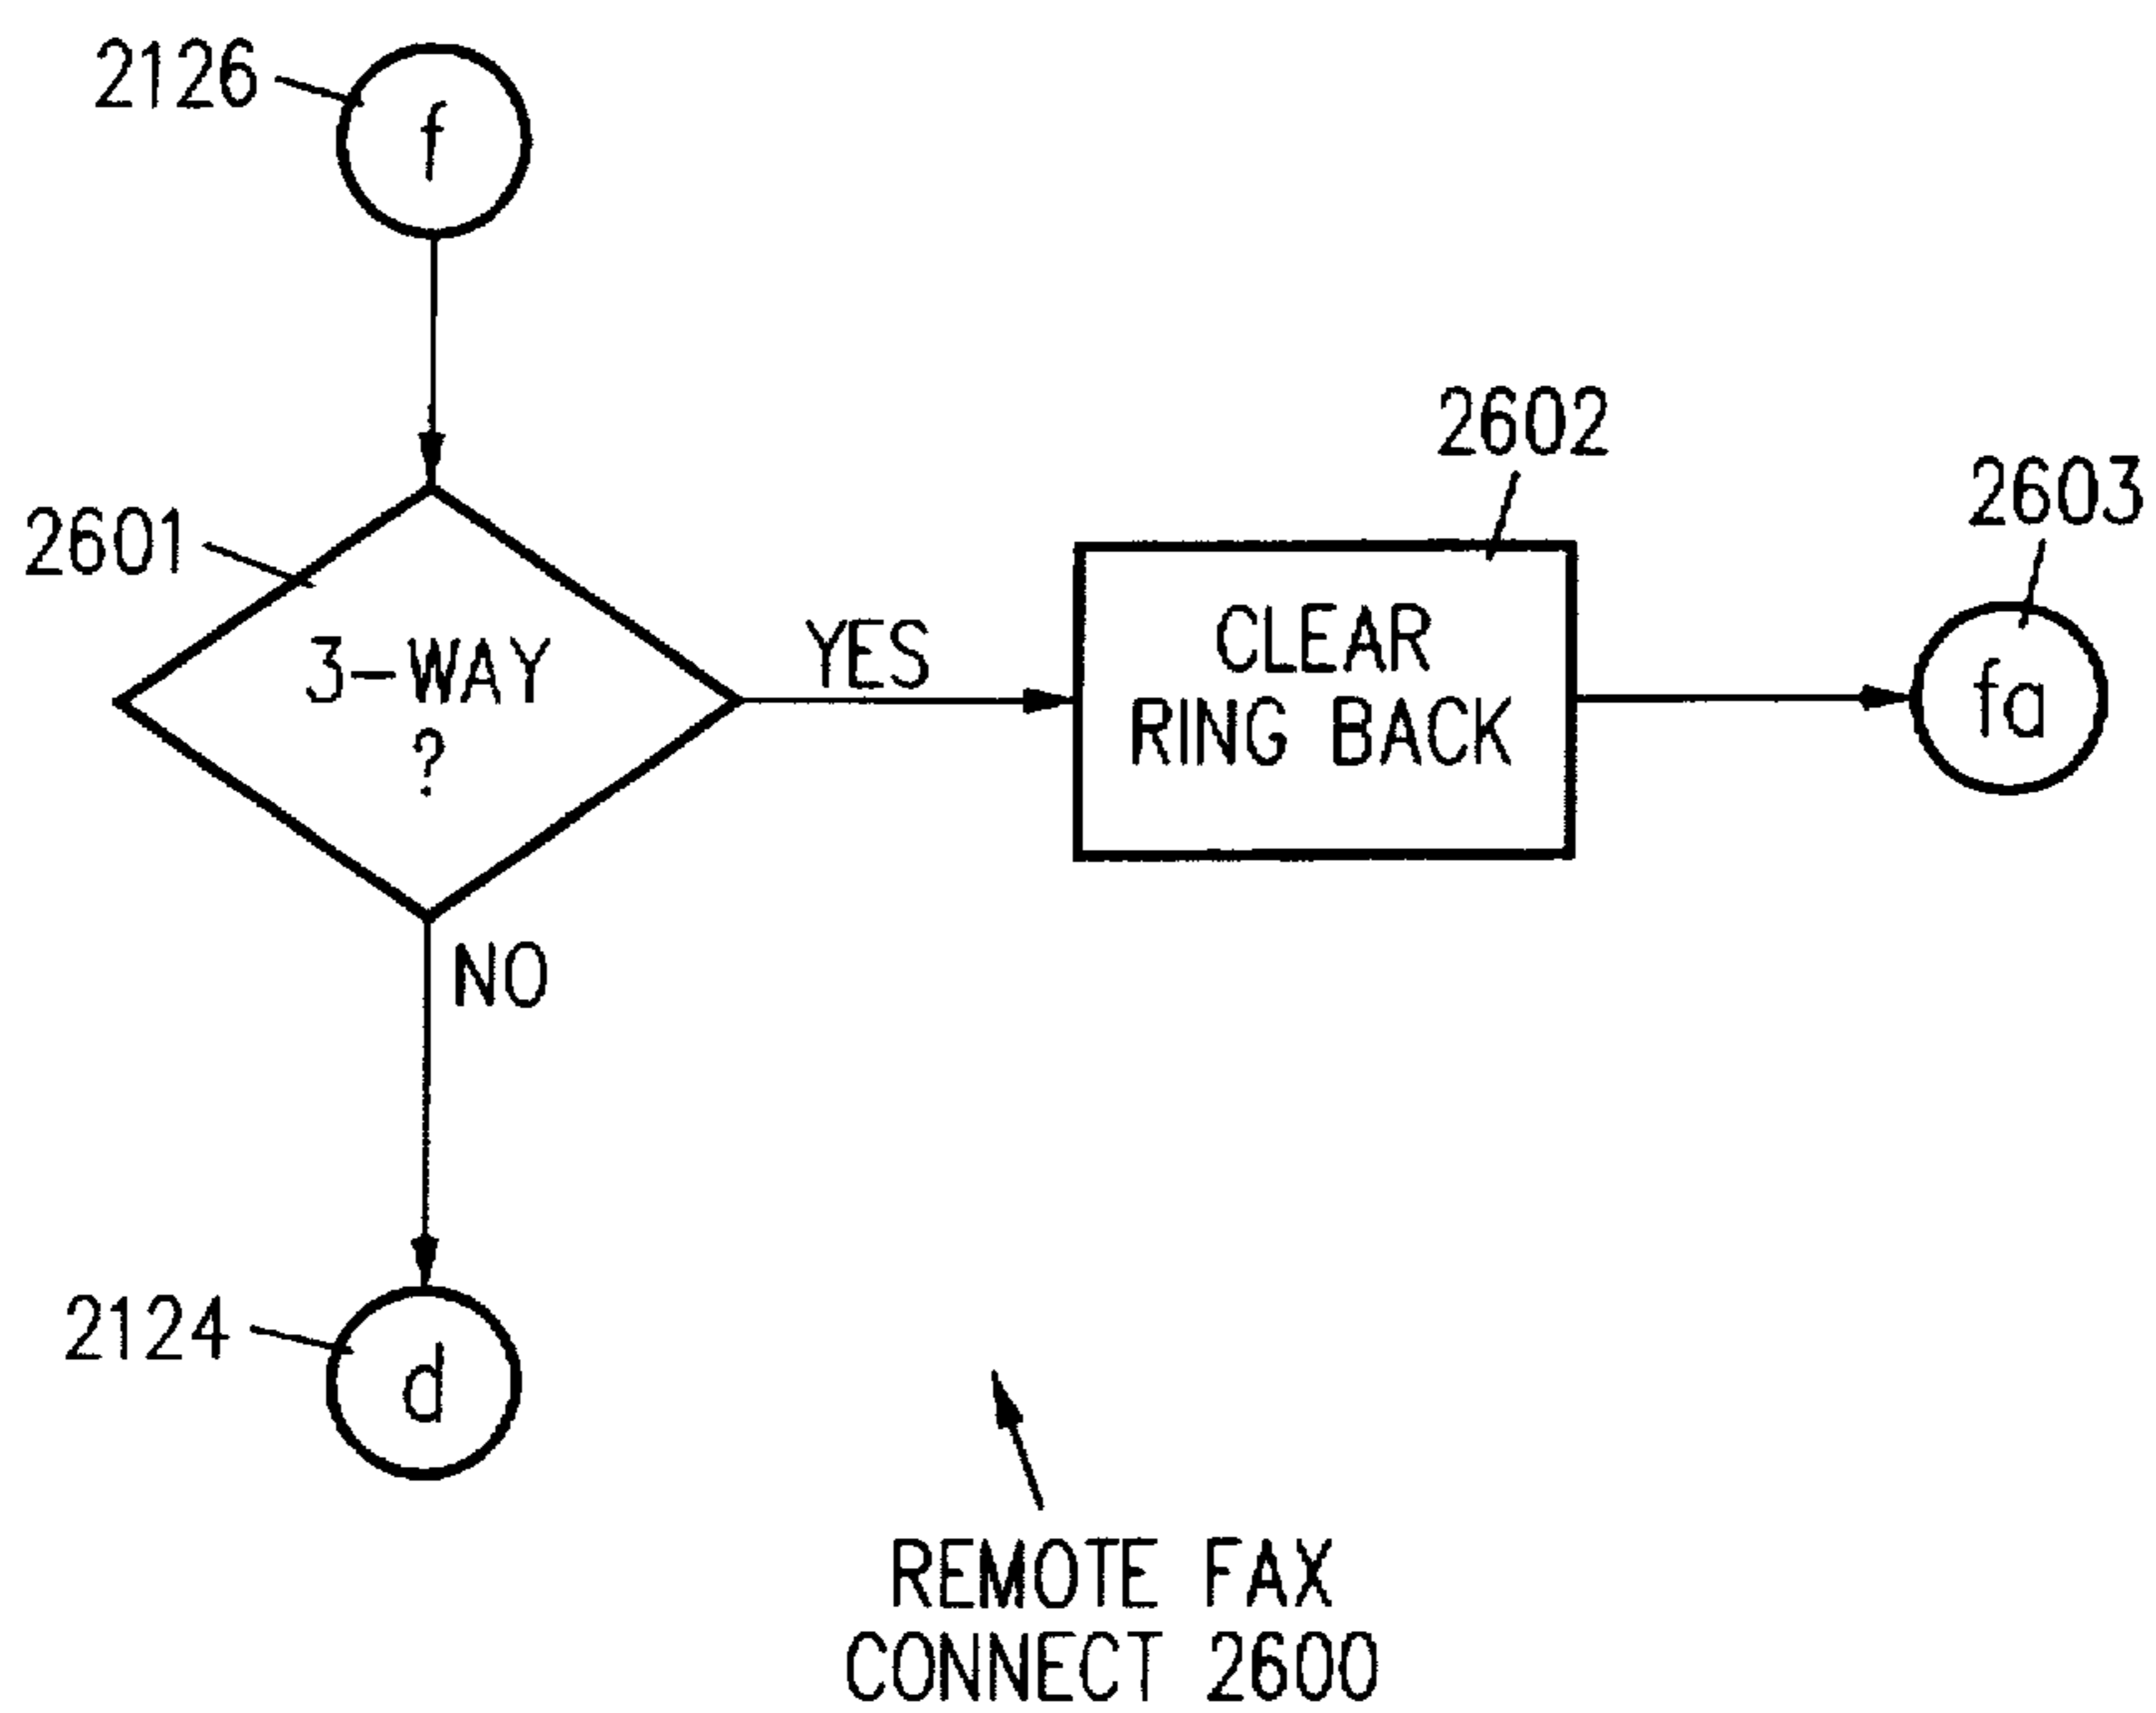 2126
f
2601
3-WAY
?
YES
NO
2602
CLEAR
RING BACK
2603
fa
2124
d
REMOTE FAX
CONNECT 2600